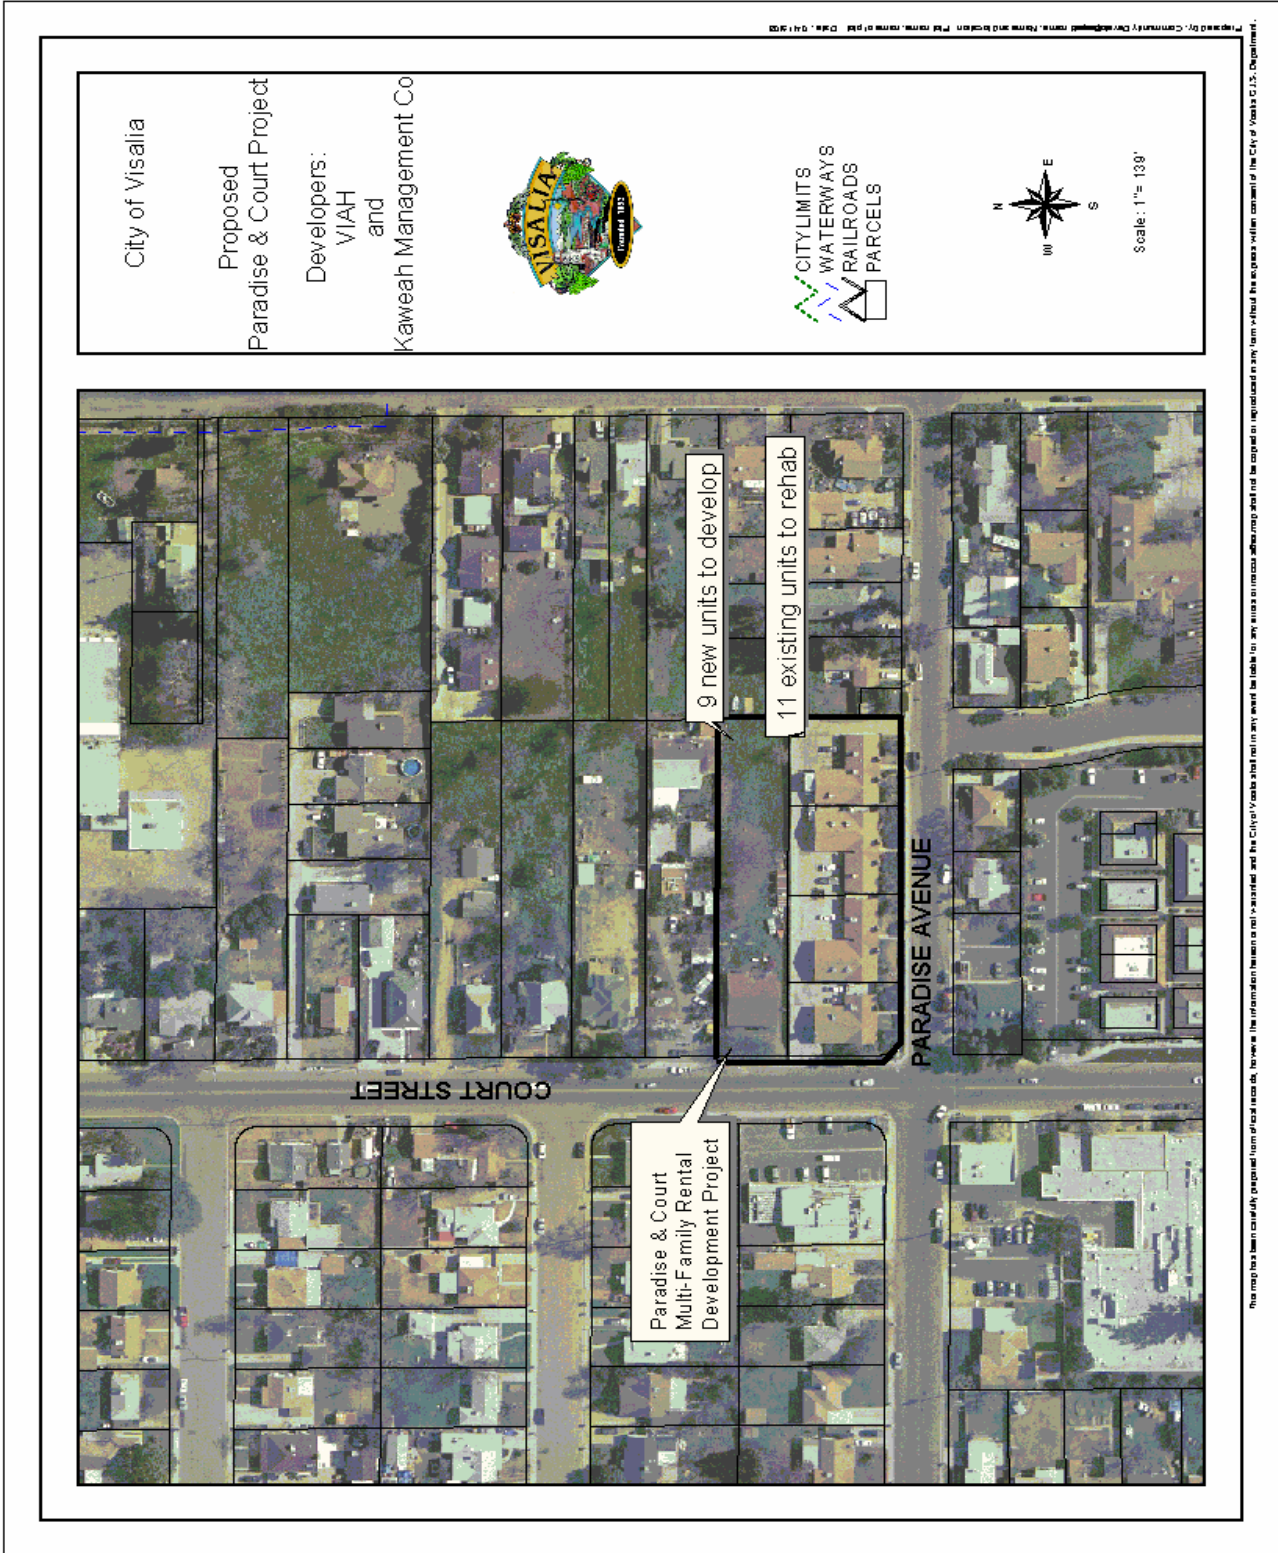 City of Visalia
Proposed
Paradise & Court Project
Developers:
VIAH
and
Kaweah Management Co
VISALIA
Founded 1852
CITYLIMITS
WATERWAYS
RAILROADS
PARCELS
N
W
E
S
Scale: 1"= 139'
9 new units to develop
11 existing units to rehab
COURT STREET
PARADISE AVENUE
Paradise & Court
Multi-Family Rental
Development Project